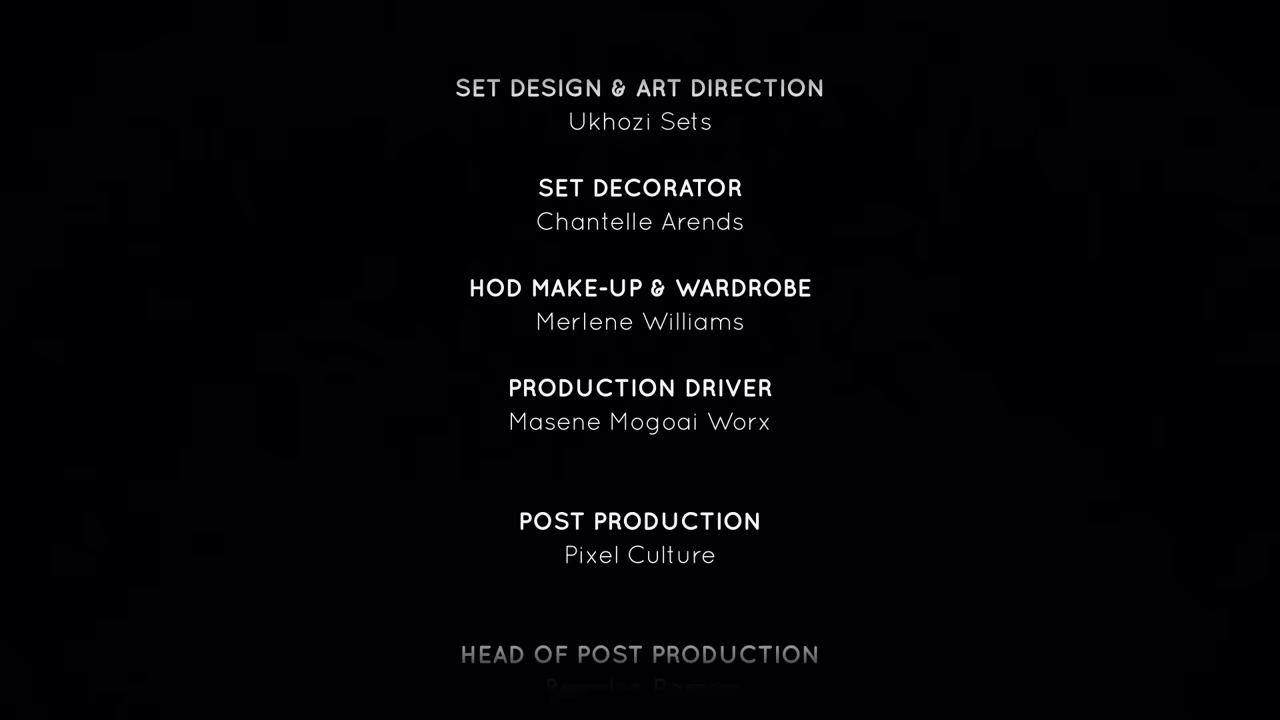 SET DESIGN & ART DIRECTION
Ukhozi Sets
SET DECORATOR
Chantelle Arends
HOD MAKE-UP & WARDROBE
Merlene Williams
PRODUCTION DRIVER
Masene Mogoai Worx
POST PRODUCTION
Pixel Culture
HEAD OF POST PRODUCTION